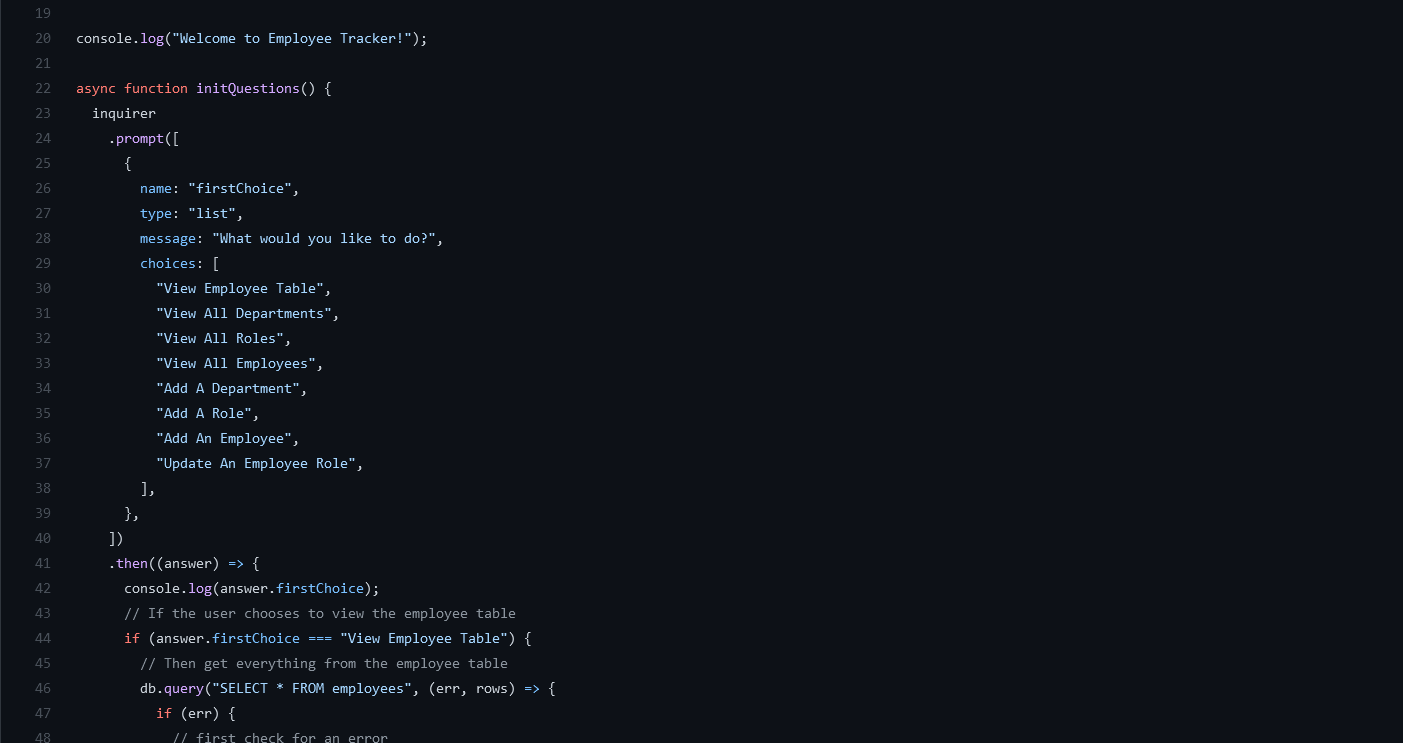 19
20 console.log("Welcome to Employee Tracker!");
21
22 async function initQuestions() {
23   inquirer
24     .prompt([
25       {
26         name: "firstChoice",
27         type: "list",
28         message: "What would you like to do?",
29         choices: [
30           "View Employee Table",
31           "View All Departments",
32           "View All Roles",
33           "View All Employees",
34           "Add A Department",
35           "Add A Role",
36           "Add An Employee",
37           "Update An Employee Role",
38         ],
39       },
40     ])
41     .then((answer) => {
42       console.log(answer.firstChoice);
43       // If the user chooses to view the employee table
44       if (answer.firstChoice === "View Employee Table") {
45         // Then get everything from the employee table
46         db.query("SELECT * FROM employees", (err, rows) => {
47           if (err) {
48             // first check for an error